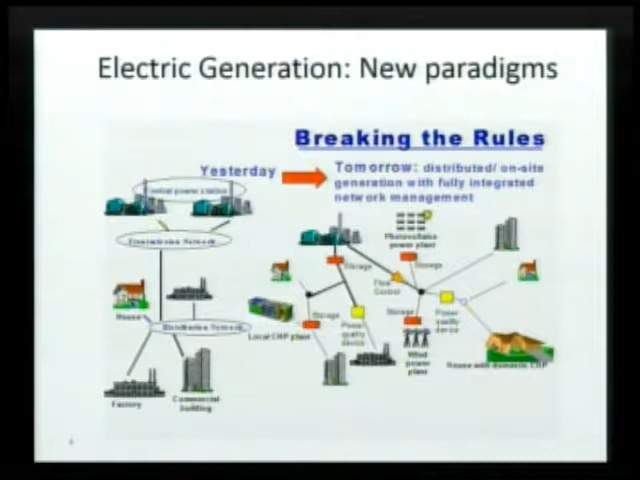 Electric Generation: New paradigms
Breaking the Rules
Yesterday
Tomorrow: distributed/ on-site
generation with fully integrated
network management
Central power station
Transmission Network
Photovoltaics
power plant
Storage
Storage
Flow
Control
House
Storage
Storage
Power
quality
device
Distribution Network
Local CHP plant
Power
quality
device
Wind
power
plant
House with domestic CHP
Factory
Commercial
building